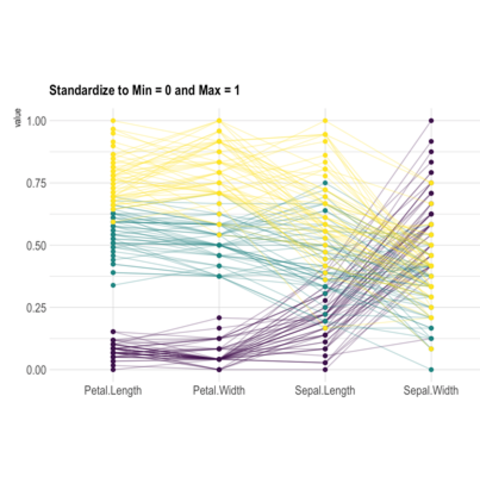 Standardize to Min = 0 and Max = 1
value
1.00
0.75
0.50
0.25
0.00
Petal.Length Petal.Width Sepal.Length Sepal.Width